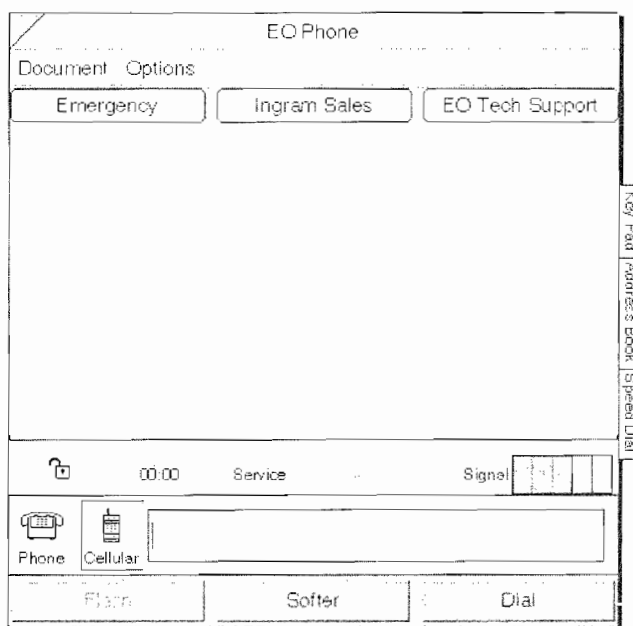 EO Phone
Document Options
Emergency Ingram Sales EO Tech Support
Key Pad Address Book Speed Dial
00:00 Service Signal
Phone Cellular
Softer Dial